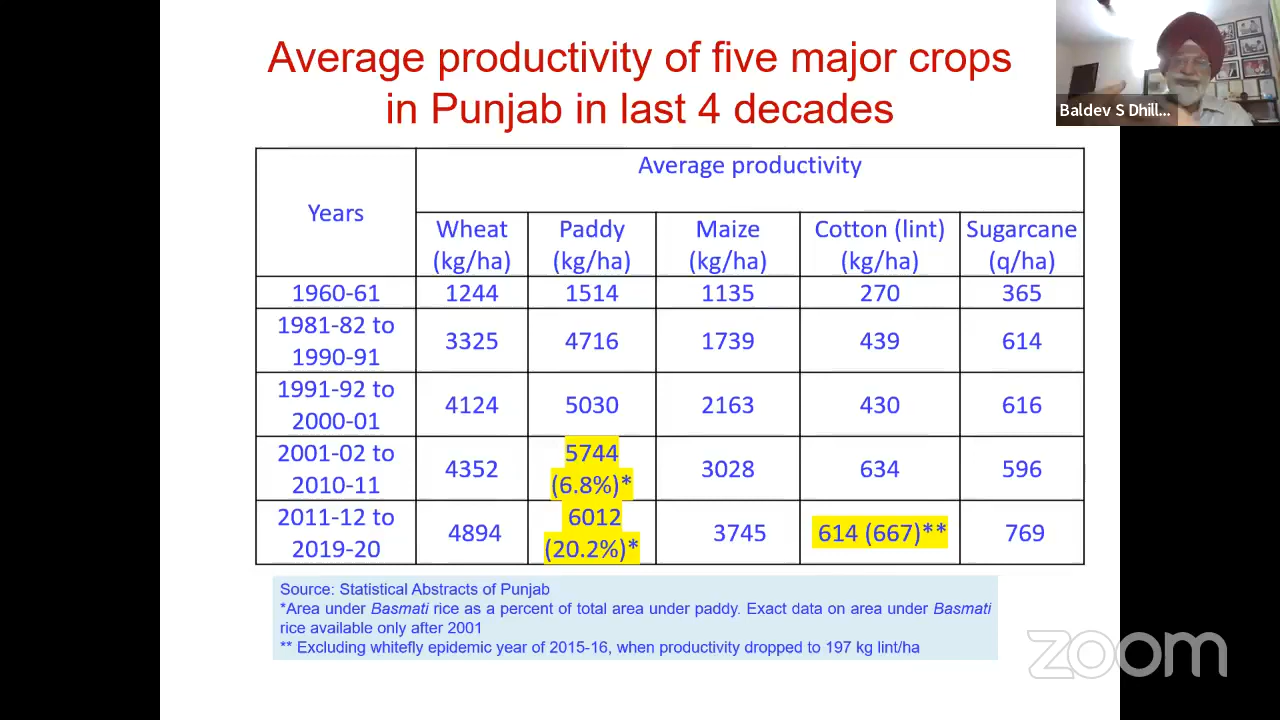 Average productivity of five major crops
in Punjab in last 4 decades
Baldev S Dhill...
Years
Average productivity
Wheat (kg/ha) Paddy (kg/ha) Maize (kg/ha) Cotton (lint) (kg/ha) Sugarcane (q/ha)
1960-61 1244 1514 1135 270 365
1981-82 to 1990-91 3325 4716 1739 439 614
1991-92 to 2000-01 4124 5030 2163 430 616
2001-02 to 2010-11 4352 5744 (6.8%)* 3028 634 596
2011-12 to 2019-20 4894 6012 (20.2%)* 3745 614 (667)** 769
Source: Statistical Abstracts of Punjab
*Area under Basmati rice as a percent of total area under paddy. Exact data on area under Basmati
rice available only after 2001
** Excluding whitefly epidemic year of 2015-16, when productivity dropped to 197 kg lint/ha
zoom